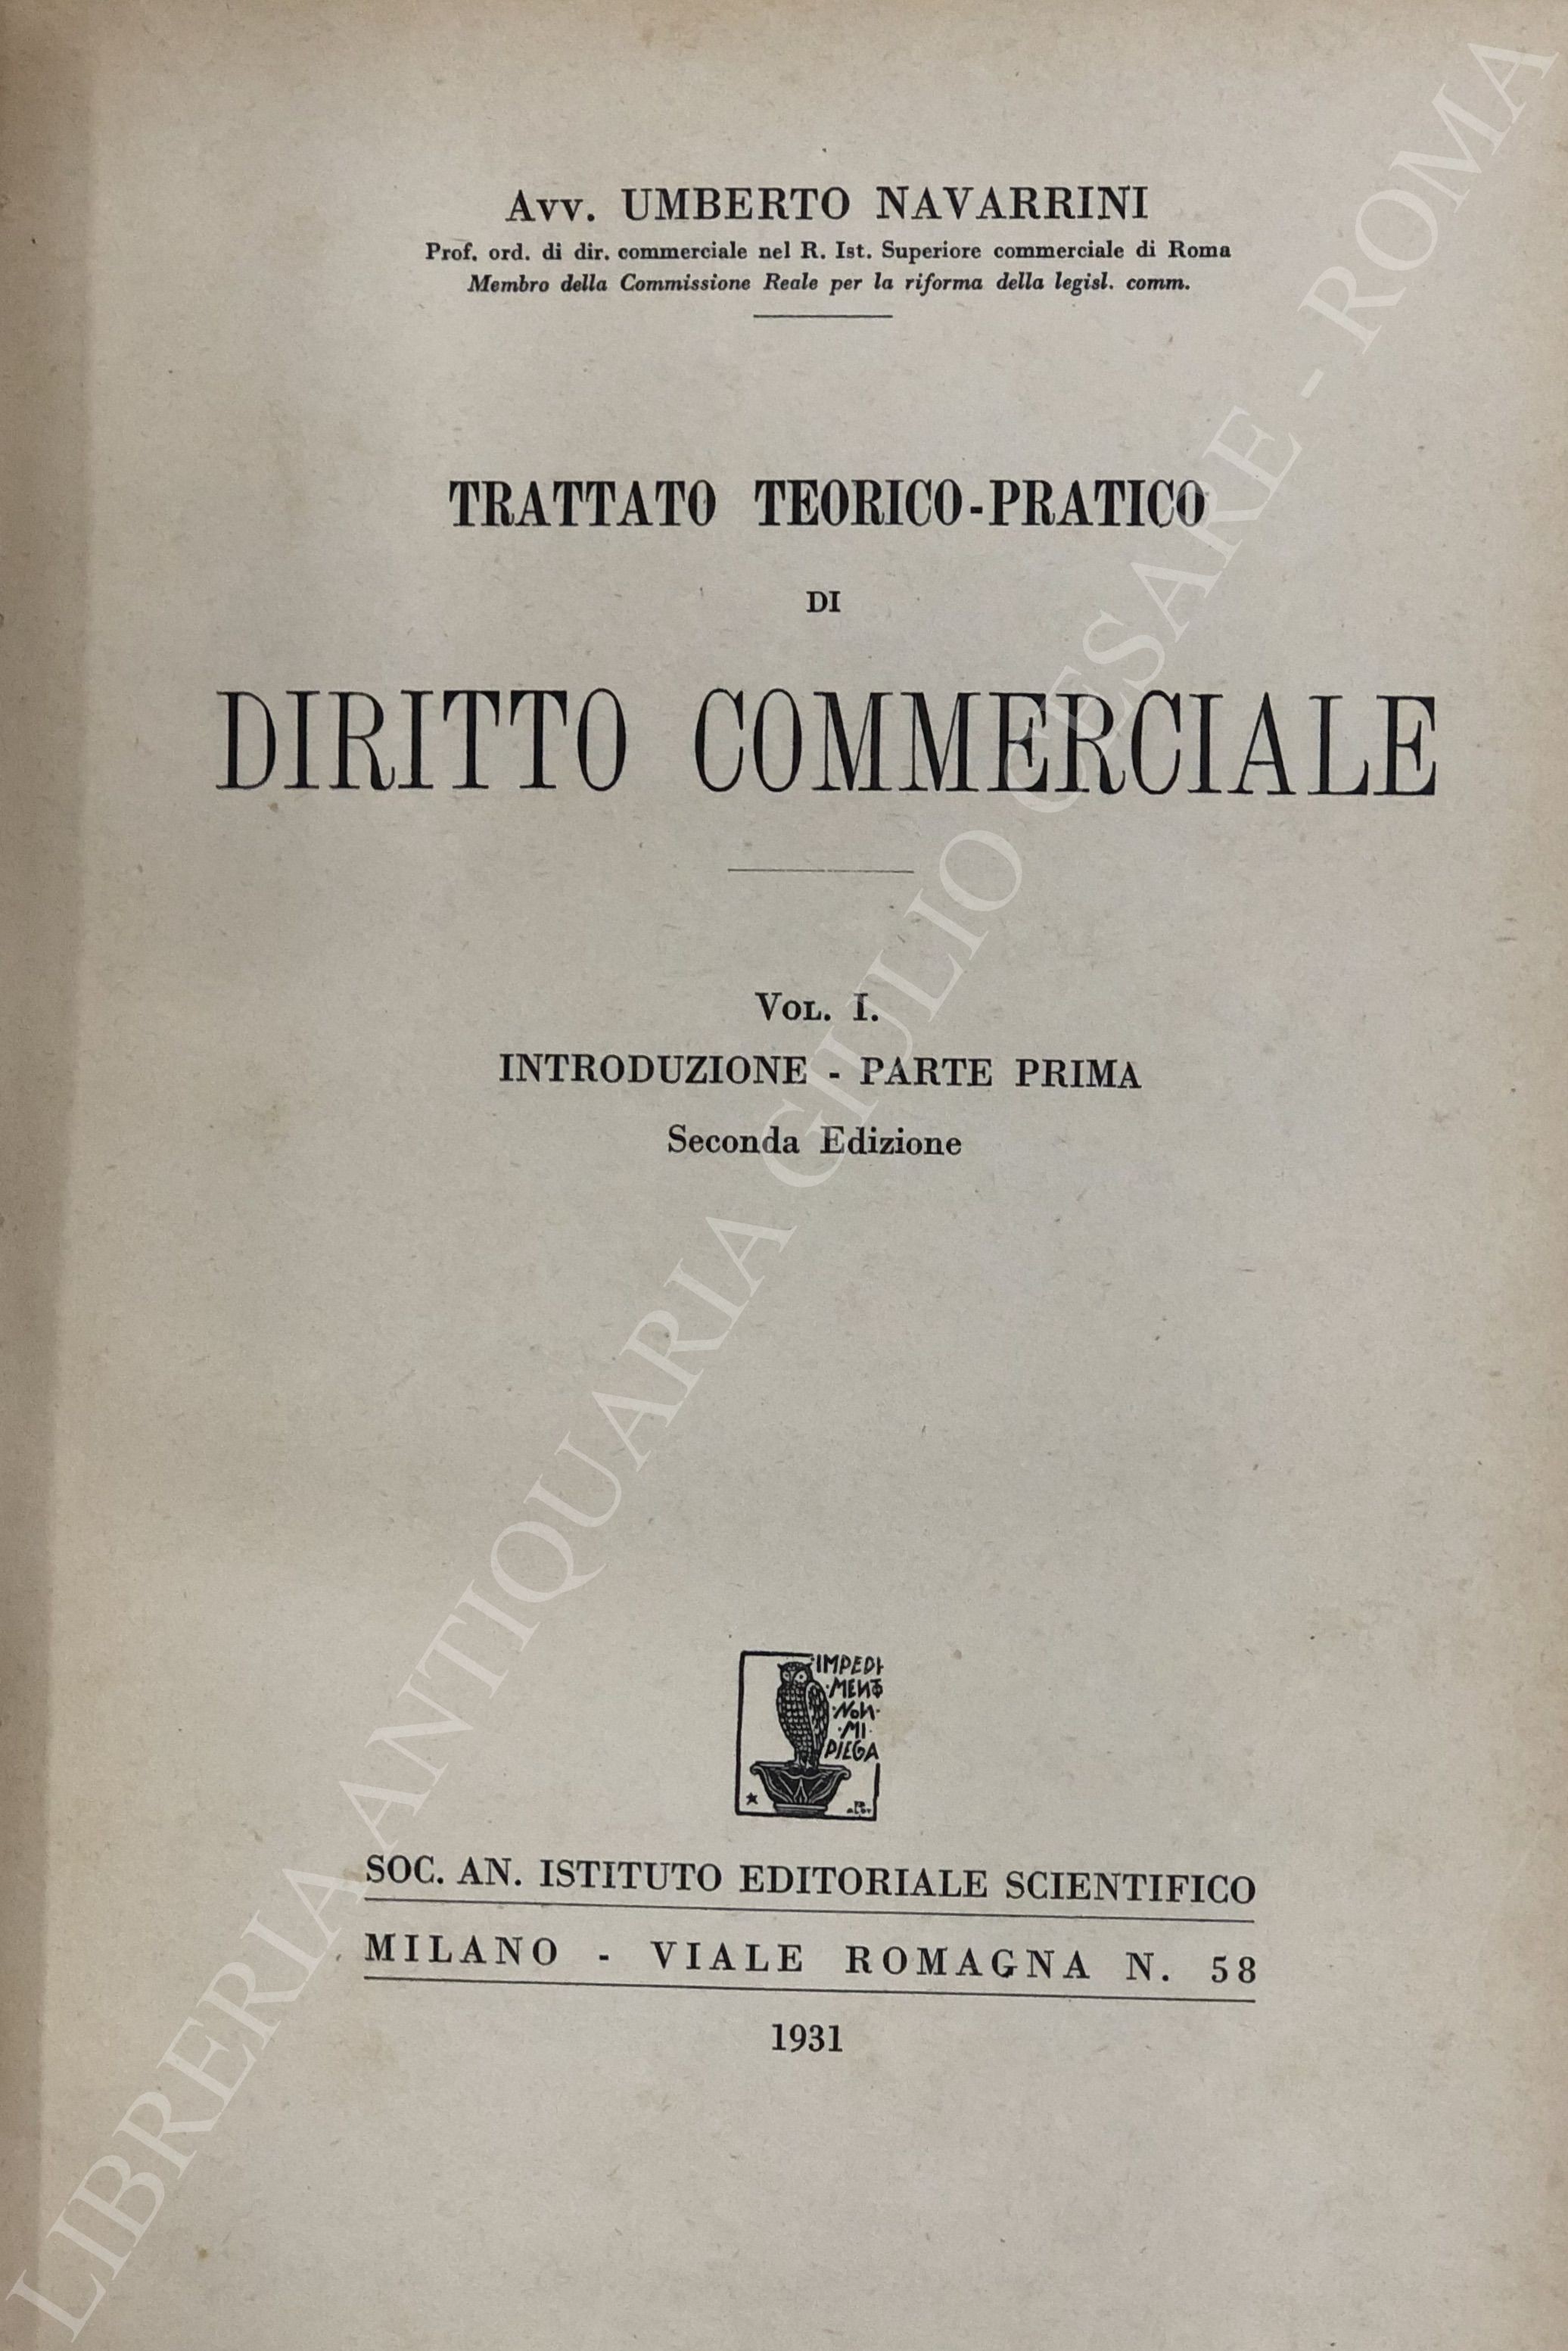 Avv. UMBERTO NAVARRINI
Prof. ord. di dir. commerciale nel R. Ist. Superiore commerciale di Roma
Membro della Commissione Reale per la riforma della legisl. comm.
TRATTATO TEORICO-PRATICO
DI
DIRITTO COMMERCIALE
VOL. I.
INTRODUZIONE - PARTE PRIMA
Seconda Edizione
IMPEDI
MENTO
·NON·
·MI·
PIEGA
SOC. AN. ISTITUTO EDITORIALE SCIENTIFICO
MILANO - VIALE ROMAGNA N. 58
1931
LIBRERIA ANTIQUARIA GIULIO CESARE - ROMA